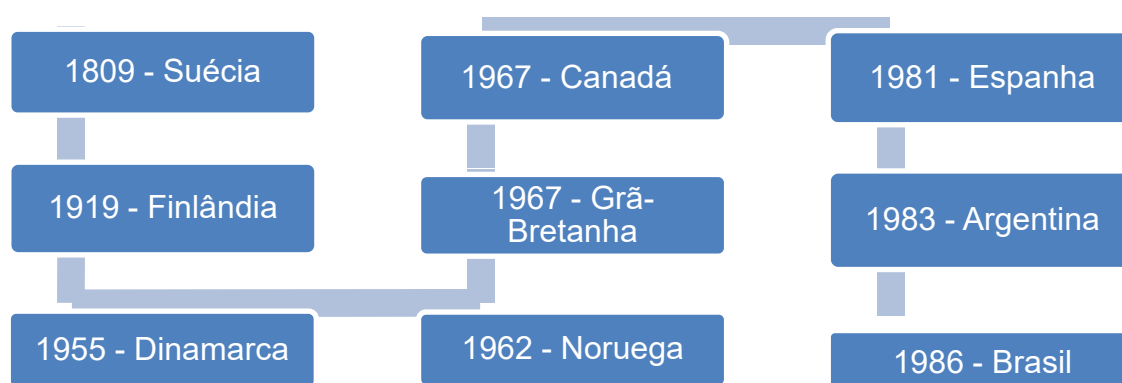 1809 - Suécia
1919 - Finlândia
1955 - Dinamarca
1962 - Noruega
1967 - Grã-
Bretanha
1967 - Canadá
1981 - Espanha
1983 - Argentina
1986 - Brasil